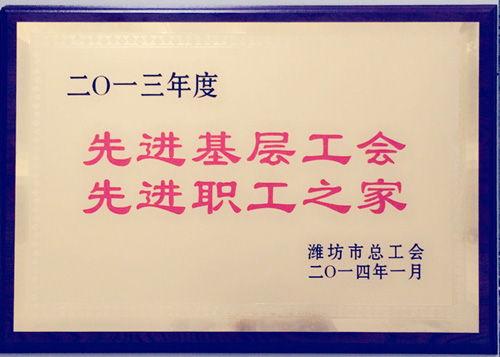 二〇一三年度
先进基层工会
先进职工之家
潍坊市总工会
二〇一四年一月